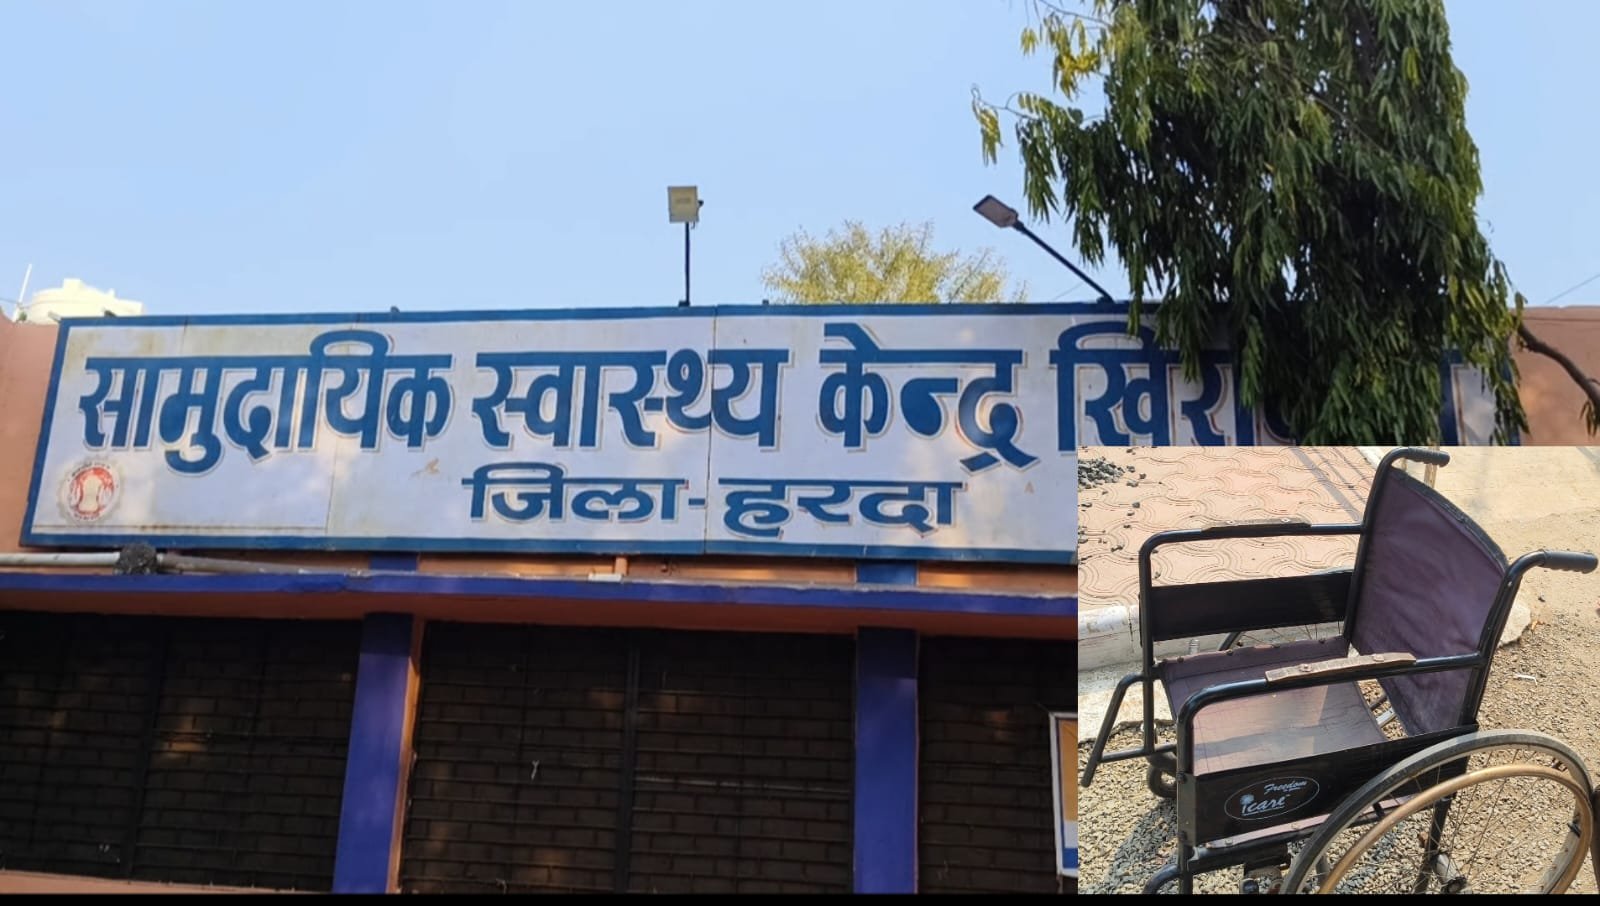 सामुदायिक स्वास्थ्य केन्द्र
जिला-हरदा
Freedom
icare